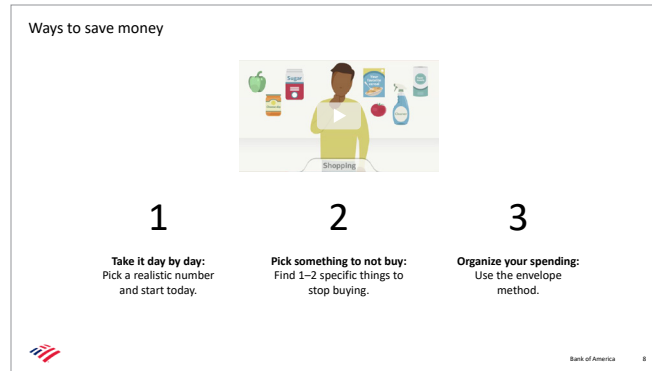 Ways to save money
Sugar
Shopping
1
2
3
Take it day by day:
Pick a realistic number
and start today.
Pick something to not buy:
Find 1–2 specific things to
stop buying.
Organize your spending:
Use the envelope
method.
Bank of America
8